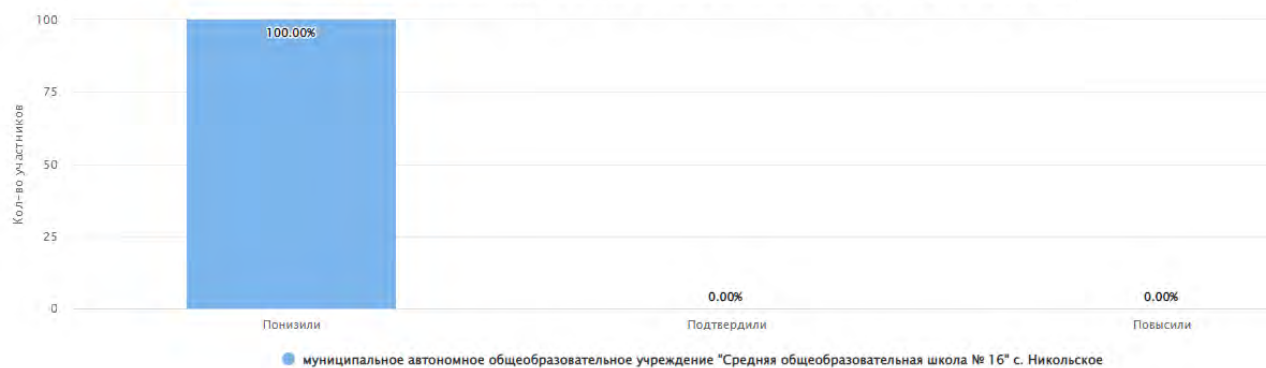 100
100.00%
75
Кол-во участников
50
25
0.00%
0.00%
0
Понизили
Подтвердили
Повысили
муниципальное автономное общеобразовательное учреждение "Средняя общеобразовательная школа № 16" с. Никольское